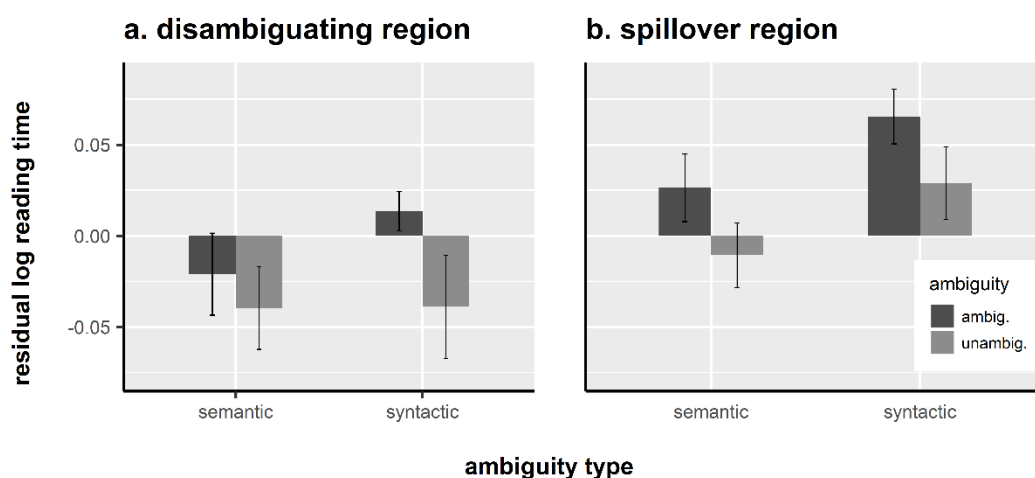 a. disambiguating region
b. spillover region
residual log reading time
0.05
0.00
-0.05
semantic
syntactic
semantic
syntactic
ambiguity
ambig.
unambig.
ambiguity type